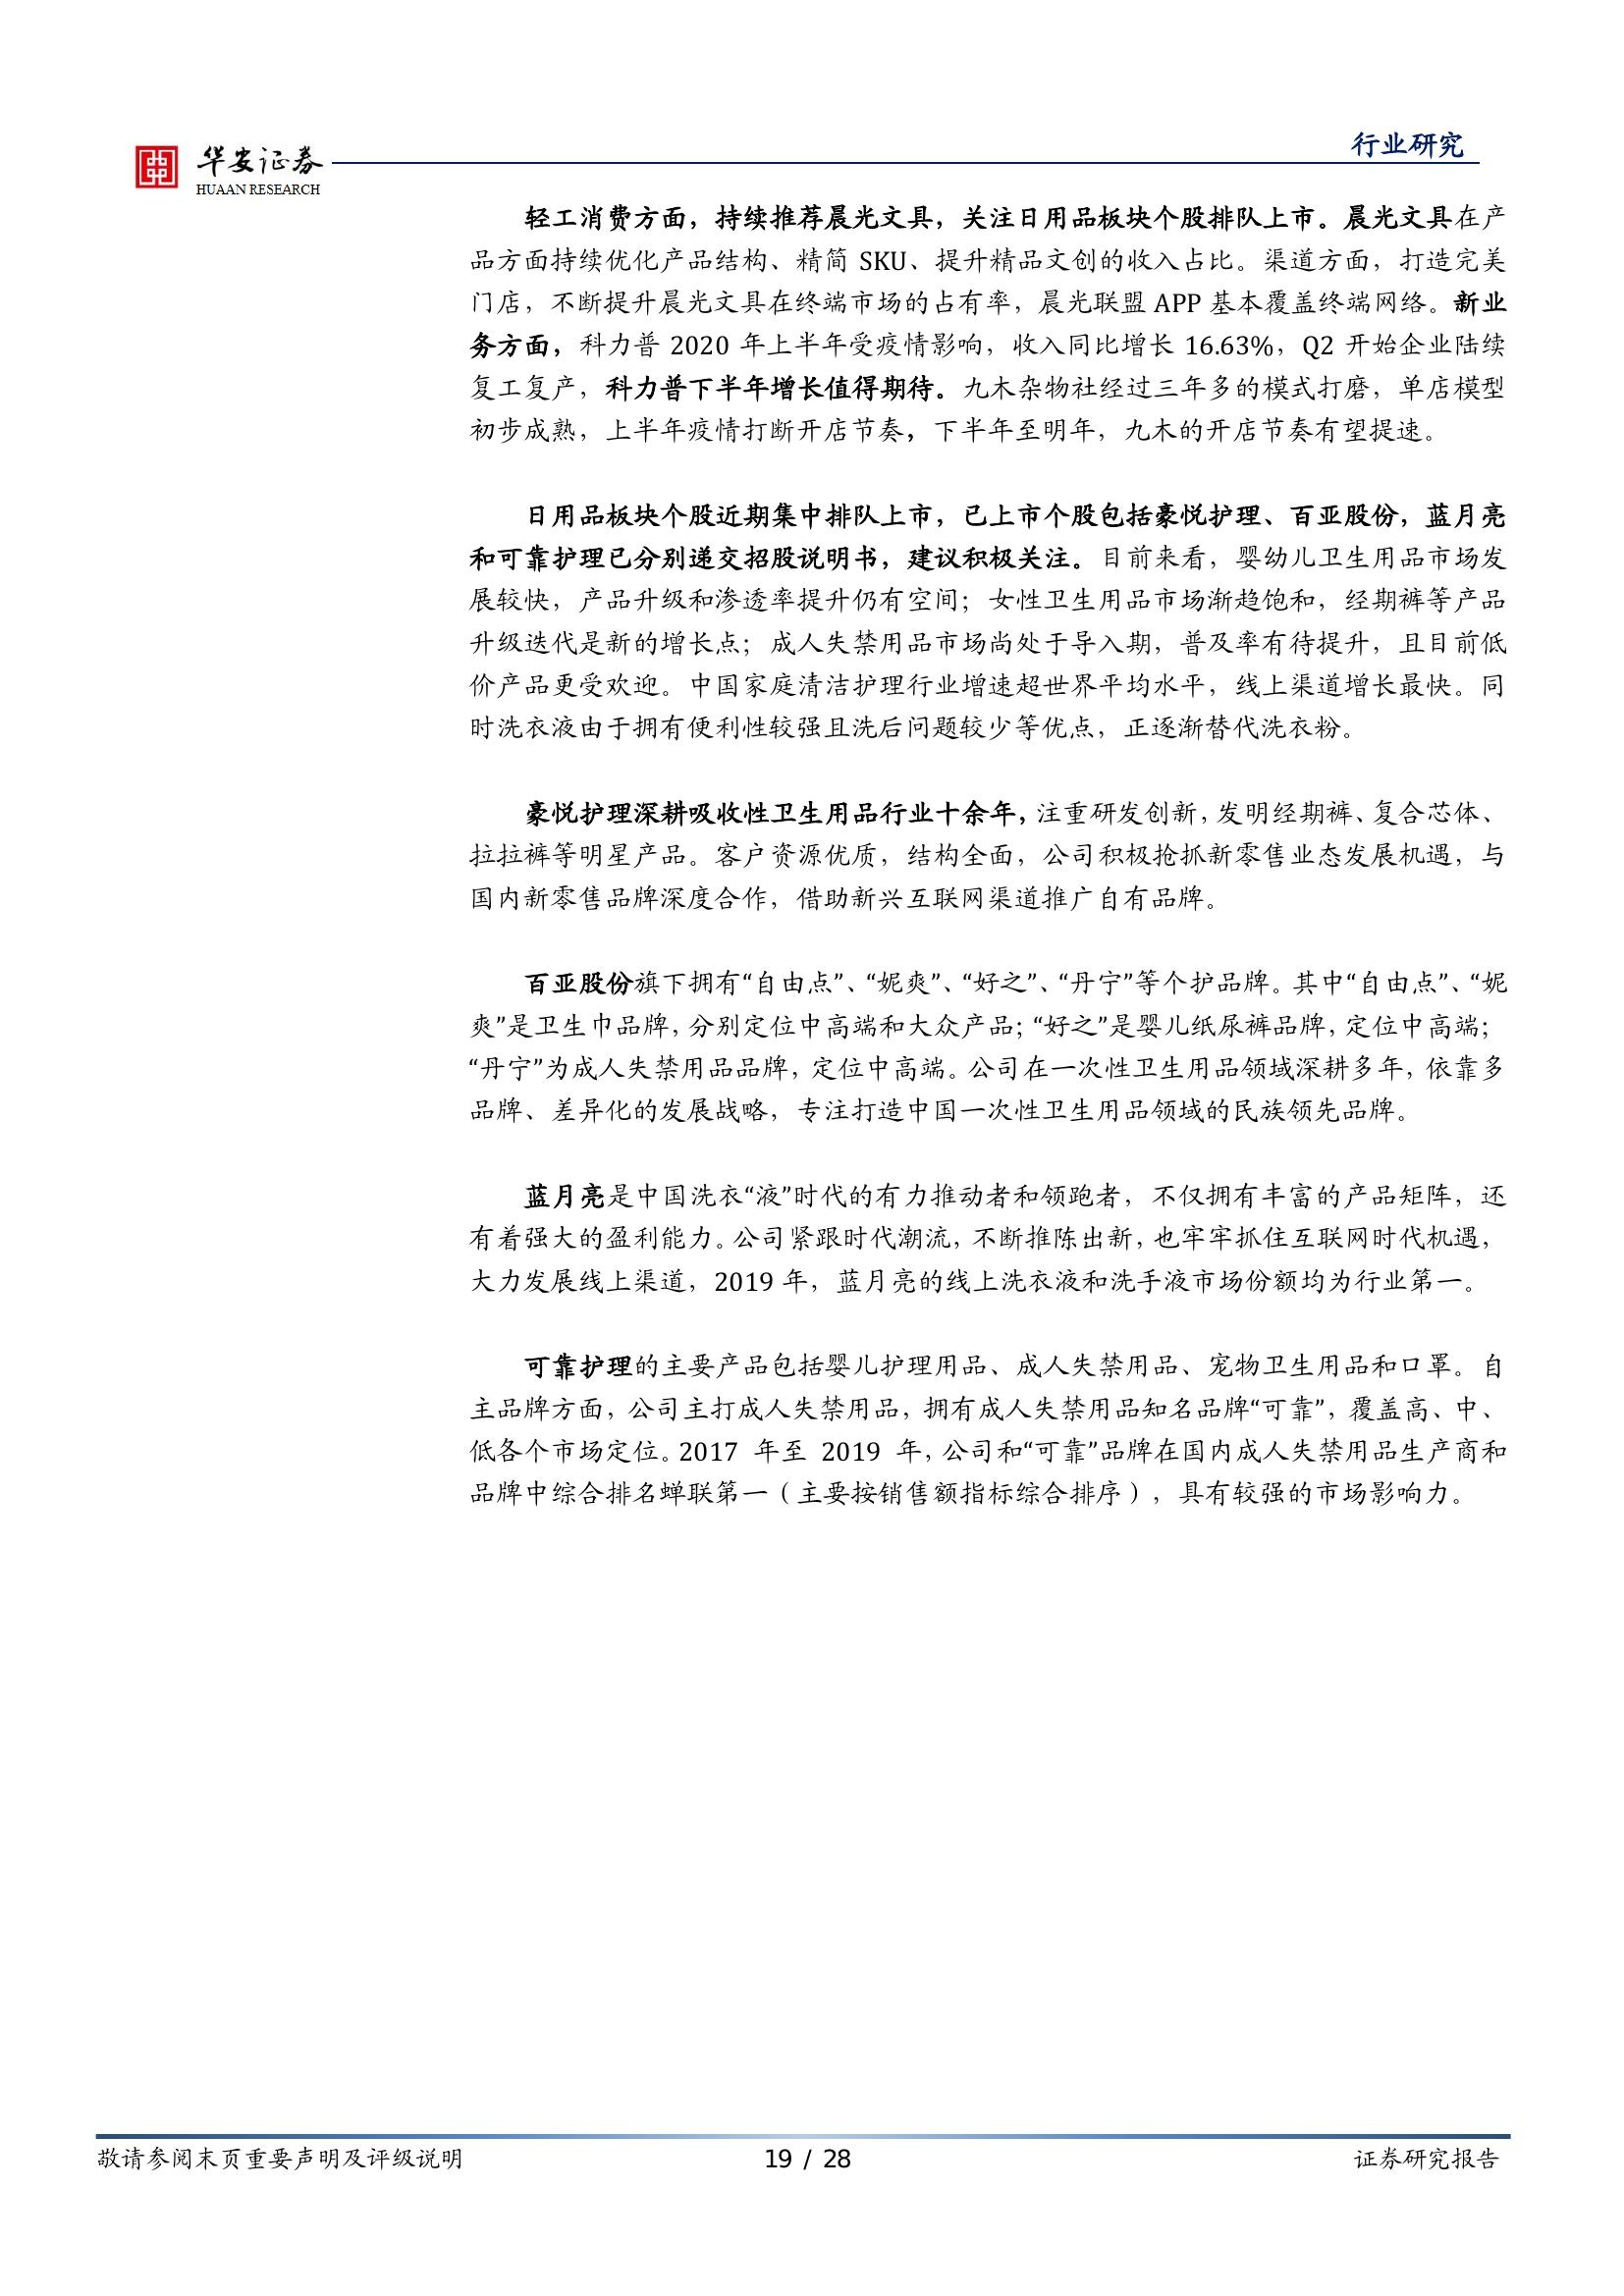 行业研究
华安证券
HUAAN RESEARCH
轻工消费方面，持续推荐晨光文具，关注日用品板块个股排队上市。晨光文具在产
品方面持续优化产品结构、精简 SKU、提升精品文创的收入占比。渠道方面，打造完美
门店，不断提升晨光文具在终端市场的占有率，晨光联盟 APP 基本覆盖终端网络。新业
务方面，科力普 2020 年上半年受疫情影响，收入同比增长 16.63%，Q2 开始企业陆续
复工复产，科力普下半年增长值得期待。九木杂物社经过三年多的模式打磨，单店模型
初步成熟，上半年疫情打断开店节奏，下半年至明年，九木的开店节奏有望提速。
日用品板块个股近期集中排队上市，已上市个股包括豪悦护理、百亚股份，蓝月亮
和可靠护理已分别递交招股说明书，建议积极关注。目前来看，婴幼儿卫生用品市场发
展较快，产品升级和渗透率提升仍有空间；女性卫生用品市场渐趋饱和，经期裤等产品
升级迭代是新的增长点；成人失禁用品市场尚处于导入期，普及率有待提升，且目前低
价产品更受欢迎。中国家庭清洁护理行业增速超世界平均水平，线上渠道增长最快。同
时洗衣液由于拥有便利性较强且洗后问题较少等优点，正逐渐替代洗衣粉。
豪悦护理深耕吸收性卫生用品行业十余年，注重研发创新，发明经期裤、复合芯体、
拉拉裤等明星产品。客户资源优质，结构全面，公司积极抢抓新零售业态发展机遇，与
国内新零售品牌深度合作，借助新兴互联网渠道推广自有品牌。
百亚股份旗下拥有“自由点”、“妮爽”、“好之”、“丹宁”等个护品牌。其中“自由点”、“妮
爽”是卫生巾品牌，分别定位中高端和大众产品；“好之”是婴儿纸尿裤品牌，定位中高端；
“丹宁”为成人失禁用品品牌，定位中高端。公司在一次性卫生用品领域深耕多年，依靠多
品牌、差异化的发展战略，专注打造中国一次性卫生用品领域的民族领先品牌。
蓝月亮是中国洗衣“液”时代的有力推动者和领跑者，不仅拥有丰富的产品矩阵，还
有着强大的盈利能力。公司紧跟时代潮流，不断推陈出新，也牢牢抓住互联网时代机遇，
大力发展线上渠道，2019 年，蓝月亮的线上洗衣液和洗手液市场份额均为行业第一。
可靠护理的主要产品包括婴儿护理用品、成人失禁用品、宠物卫生用品和口罩。自
主品牌方面，公司主打成人失禁用品，拥有成人失禁用品知名品牌“可靠”，覆盖高、中、
低各个市场定位。2017 年至 2019 年，公司和“可靠”品牌在国内成人失禁用品生产商和
品牌中综合排名蝉联第一（主要按销售额指标综合排序），具有较强的市场影响力。
敬请参阅末页重要声明及评级说明
19 / 28
证券研究报告